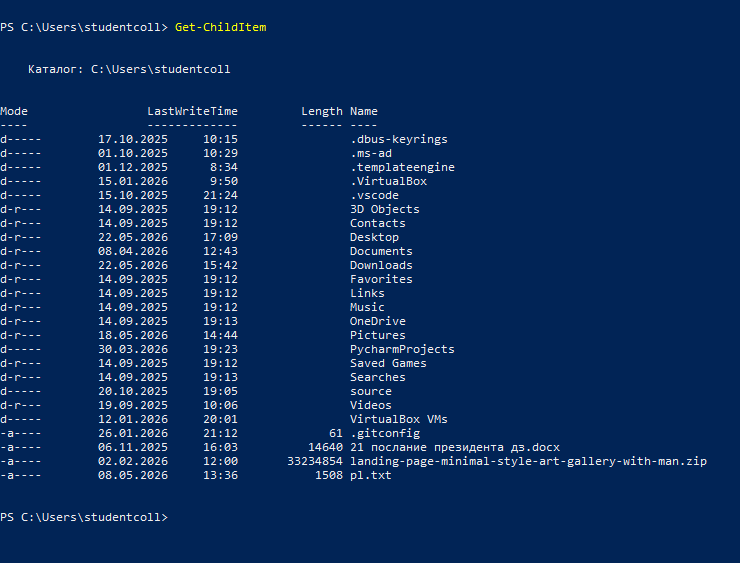 PS C:\Users\studentcoll> Get-ChildItem
Каталог: C:\Users\studentcoll
Mode LastWriteTime Length Name
---- ------------- ------ ----
d----- 17.10.2025 10:15 .dbus-keyrings
d----- 01.10.2025 10:29 .ms-ad
d----- 01.12.2025 8:34 .templateengine
d----- 15.01.2026 9:50 .VirtualBox
d----- 15.10.2025 21:24 .vscode
d-r--- 14.09.2025 19:12 3D Objects
d-r--- 14.09.2025 19:12 Contacts
d-r--- 22.05.2026 17:09 Desktop
d-r--- 08.04.2026 12:43 Documents
d-r--- 22.05.2026 15:42 Downloads
d-r--- 14.09.2025 19:12 Favorites
d-r--- 14.09.2025 19:12 Links
d-r--- 14.09.2025 19:12 Music
d-r--- 14.09.2025 19:13 OneDrive
d-r--- 18.05.2026 14:44 Pictures
d----- 30.03.2026 19:23 PycharmProjects
d-r--- 14.09.2025 19:12 Saved Games
d-r--- 14.09.2025 19:13 Searches
d----- 20.10.2025 19:05 source
d-r--- 19.09.2025 10:06 Videos
d----- 12.01.2026 20:01 VirtualBox VMs
-a---- 26.01.2026 21:12 61 .gitconfig
-a---- 06.11.2025 16:03 14640 21 послание президента дз.docx
-a---- 02.02.2026 12:00 33234854 landing-page-minimal-style-art-gallery-with-man.zip
-a---- 08.05.2026 13:36 1508 pl.txt
PS C:\Users\studentcoll>